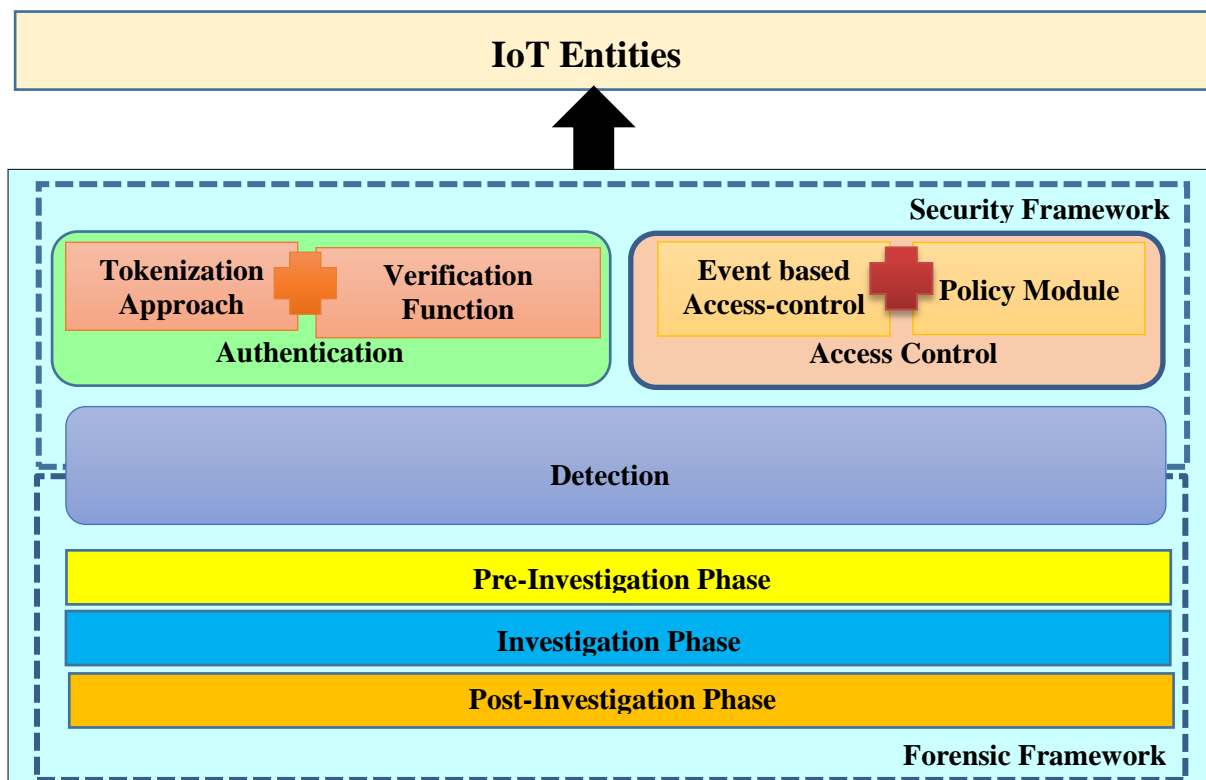 IoT Entities
Security Framework
Tokenization
Approach
Verification
Function
Authentication
Event based
Access-control
Policy Module
Access Control
Detection
Pre-Investigation Phase
Investigation Phase
Post-Investigation Phase
Forensic Framework